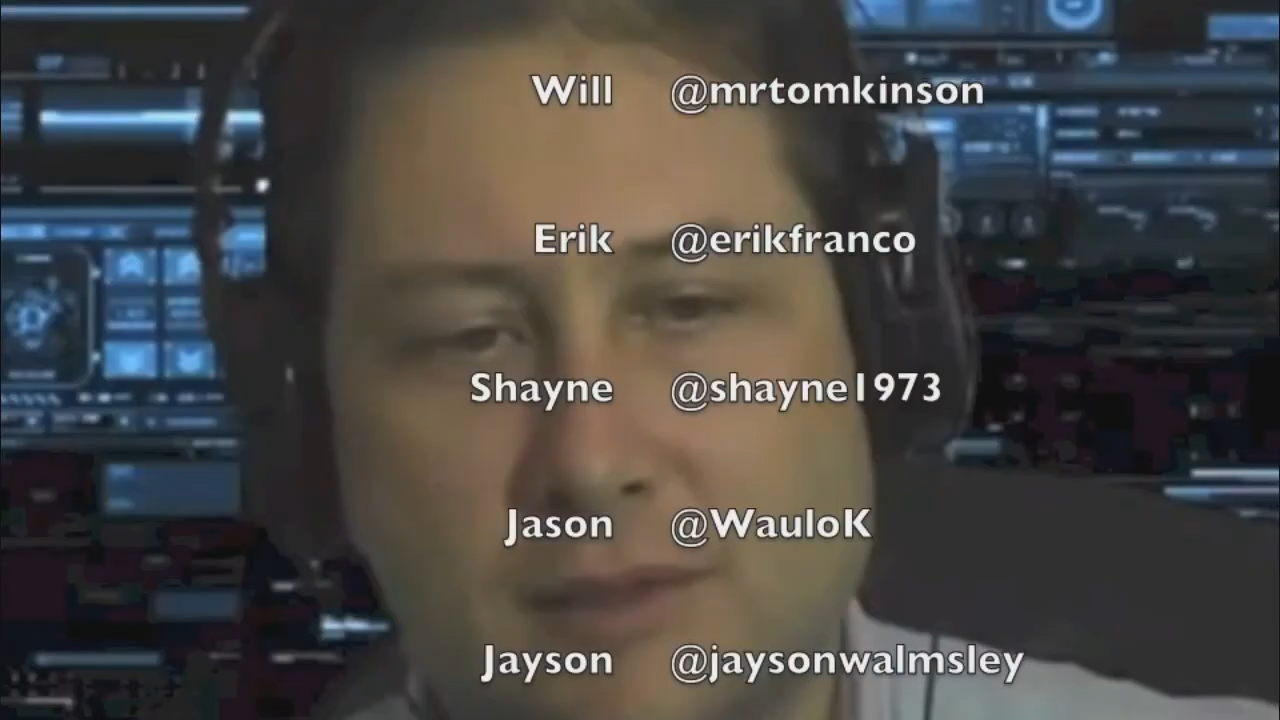 Will @mrtomkinson
Erik @erikfranco
Shayne @shayne1973
Jason @WauloK
Jayson @jaysonwalmsley